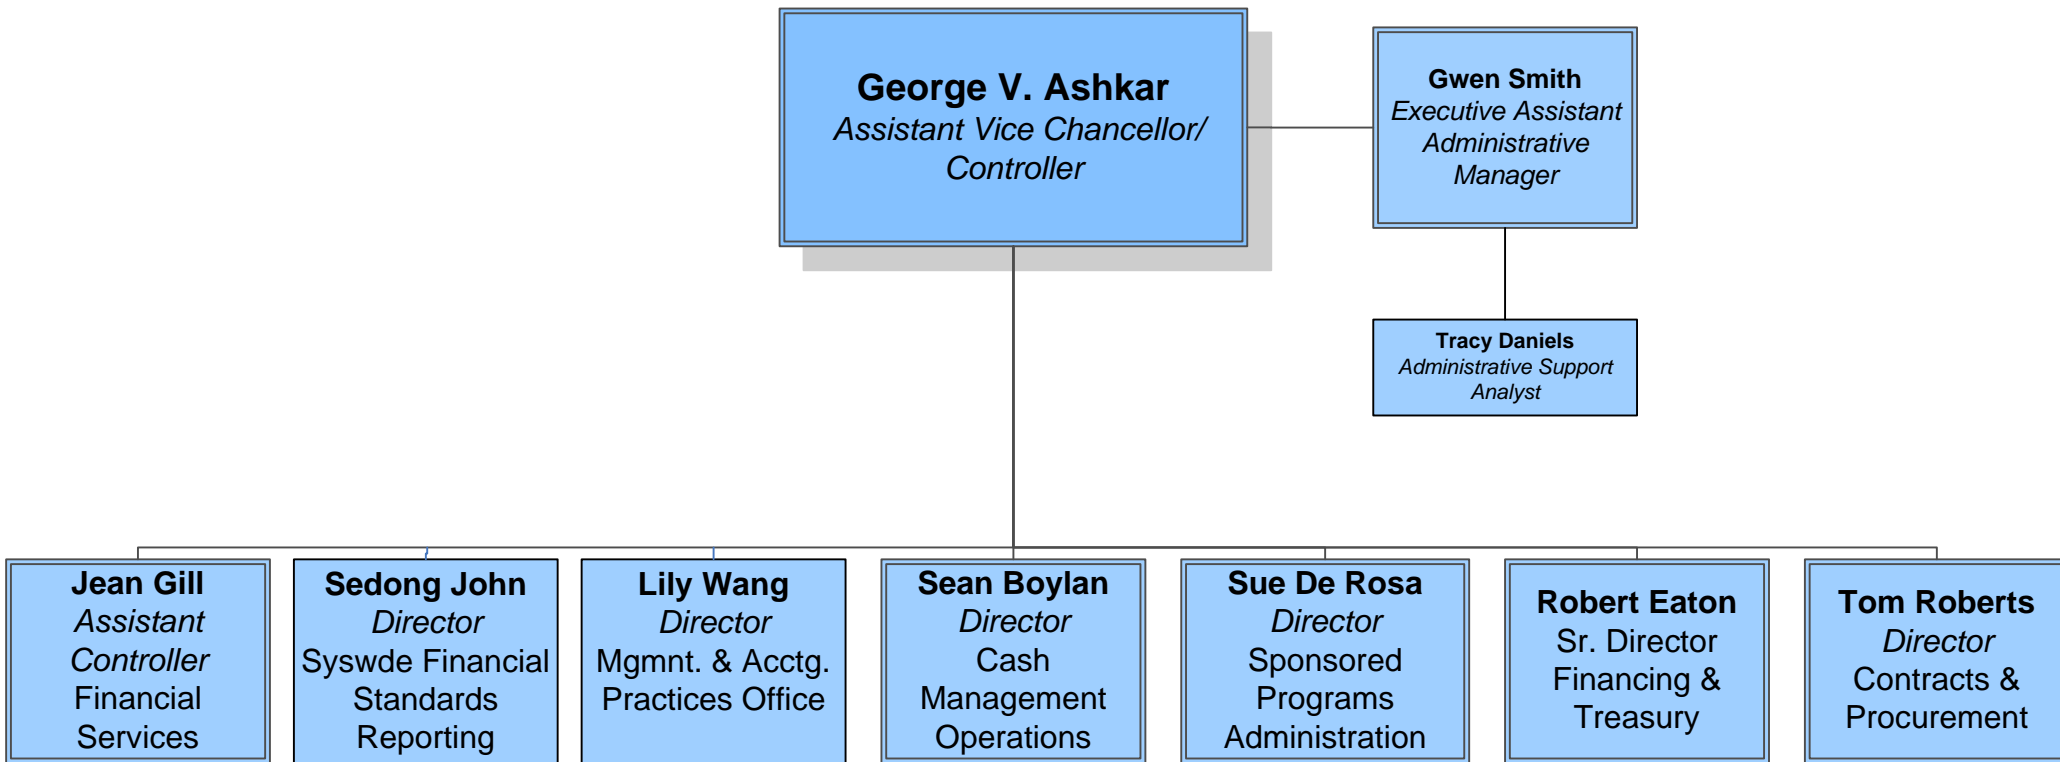 George V. Ashkar
Assistant Vice Chancellor/
Controller
Gwen Smith
Executive Assistant
Administrative
Manager
Tracy Daniels
Administrative Support
Analyst
Jean Gill
Assistant
Controller
Financial
Services
Sedong John
Director
Syswde Financial
Standards
Reporting
Lily Wang
Director
Mgmnt. & Acctg.
Practices Office
Sean Boylan
Director
Cash
Management
Operations
Sue De Rosa
Director
Sponsored
Programs
Administration
Robert Eaton
Sr. Director
Financing &
Treasury
Tom Roberts
Director
Contracts &
Procurement